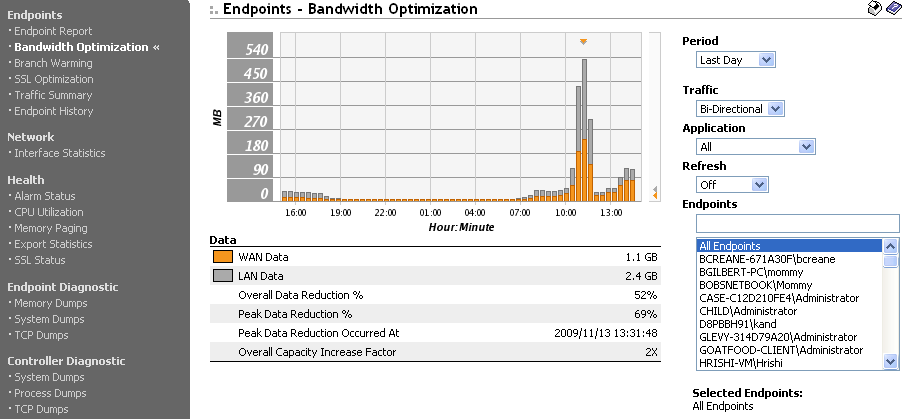 Endpoints
Endpoint Report
Bandwidth Optimization «
Branch Warming
SSL Optimization
Traffic Summary
Endpoint History
Network
Interface Statistics
Health
Alarm Status
CPU Utilization
Memory Paging
Export Statistics
SSL Status
Endpoint Diagnostic
Memory Dumps
System Dumps
TCP Dumps
Controller Diagnostic
System Dumps
Process Dumps
TCP Dumps
Endpoints - Bandwidth Optimization
MB
540
450
360
270
180
90
0
16:00 19:00 22:00 01:00 04:00 07:00 10:00 13:00
Hour:Minute
Data
WAN Data 1.1 GB
LAN Data 2.4 GB
Overall Data Reduction % 52%
Peak Data Reduction % 69%
Peak Data Reduction Occurred At 2009/11/13 13:31:48
Overall Capacity Increase Factor 2X
Period
Last Day
Traffic
Bi-Directional
Application
All
Refresh
Off
Endpoints
All Endpoints
BCREANE-671A30F\bcreane
BGILBERT-PC\mommy
BOBSNETBOOK\Mommy
CASE-C12D210FE4\Administrator
CHILD\Administrator
D8PBBH91\kand
GLEVY-314D79A20\Administrator
GOATFOOD-CLIENT\Administrator
HRISHI-VM\Hrishi
Selected Endpoints:
All Endpoints